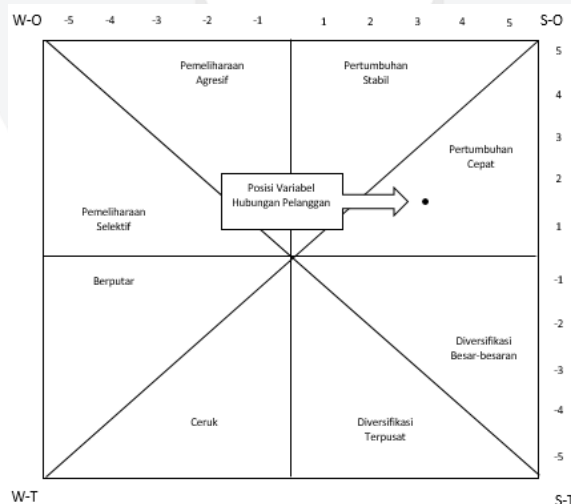 W-O -5 -4 -3 -2 -1 1 2 3 4 5 S-O
5
Pemeliharaan
Agresif
Pertumbuhan
Stabil
4
3
Pertumbuhan
Cepat
2
Posisi Variabel
Hubungan Pelanggan
Pemeliharaan
Selektif
1
Berputar
-1
-2
Diversifikasi
Besar-besaran
-3
-4
Ceruk
Diversifikasi
Terpusat
-5
W-T
S-T